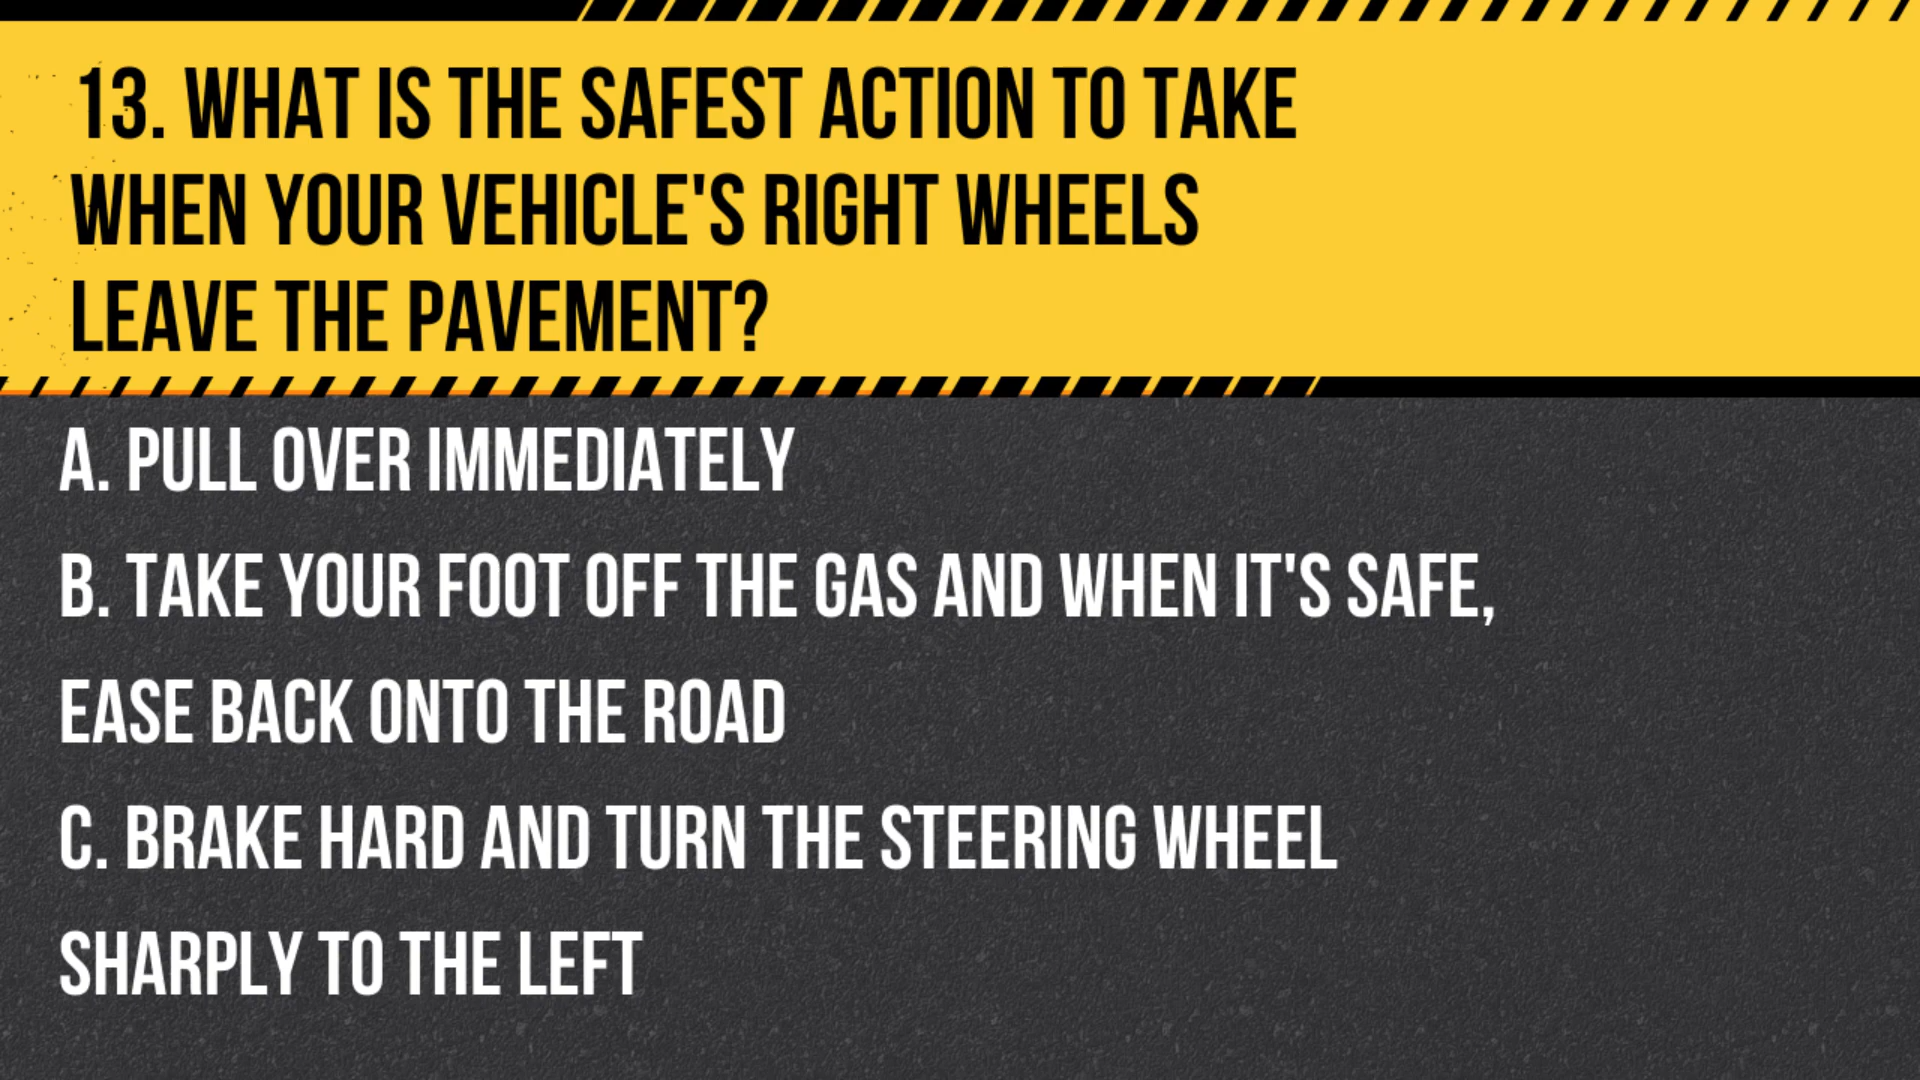 13. WHAT IS THE SAFEST ACTION TO TAKE
WHEN YOUR VEHICLE'S RIGHT WHEELS
LEAVE THE PAVEMENT?
A. PULL OVER IMMEDIATELY
B. TAKE YOUR FOOT OFF THE GAS AND WHEN IT'S SAFE,
EASE BACK ONTO THE ROAD
C. BRAKE HARD AND TURN THE STEERING WHEEL
SHARPLY TO THE LEFT